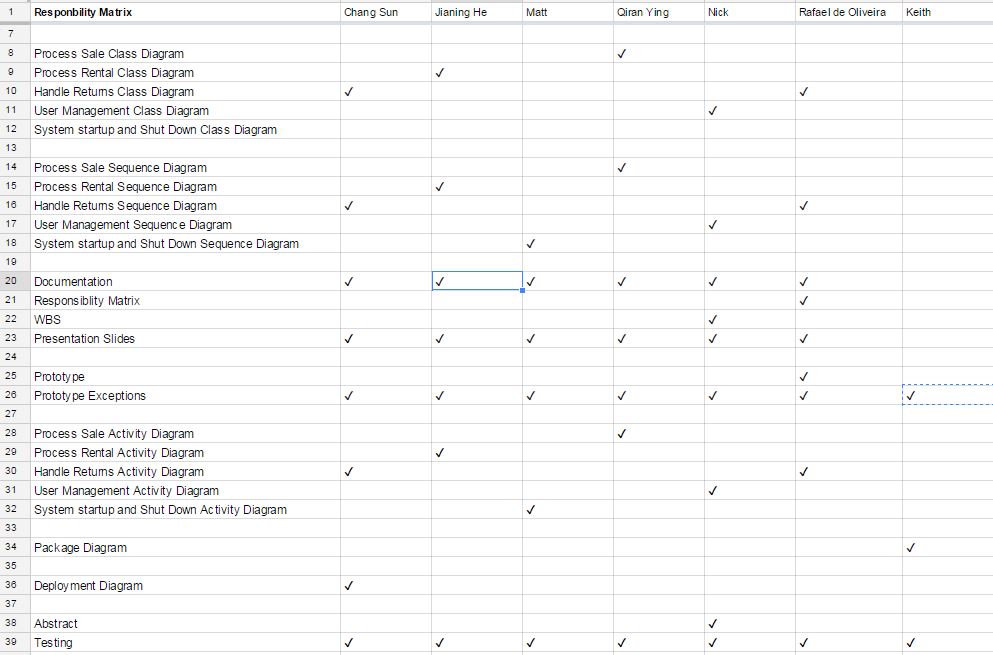 1 Responbility Matrix Chang Sun Jianing He Matt Qiran Ying Nick Rafael de Oliveira Keith
7
8 Process Sale Class Diagram ✓
9 Process Rental Class Diagram ✓
10 Handle Returns Class Diagram ✓ ✓
11 User Management Class Diagram ✓
12 System startup and Shut Down Class Diagram
13
14 Process Sale Sequence Diagram ✓
15 Process Rental Sequence Diagram ✓
16 Handle Returns Sequence Diagram ✓ ✓
17 User Management Sequence Diagram ✓
18 System startup and Shut Down Sequence Diagram ✓
19
20 Documentation ✓ ✓ ✓ ✓ ✓ ✓
21 Responsiblity Matrix ✓
22 WBS ✓
23 Presentation Slides ✓ ✓ ✓ ✓ ✓ ✓
24
25 Prototype ✓
26 Prototype Exceptions ✓ ✓ ✓ ✓ ✓ ✓ ✓
27
28 Process Sale Activity Diagram ✓
29 Process Rental Activity Diagram ✓
30 Handle Returns Activity Diagram ✓ ✓
31 User Management Activity Diagram ✓
32 System startup and Shut Down Activity Diagram ✓
33
34 Package Diagram ✓
35
36 Deployment Diagram ✓
37
38 Abstract ✓
39 Testing ✓ ✓ ✓ ✓ ✓ ✓ ✓